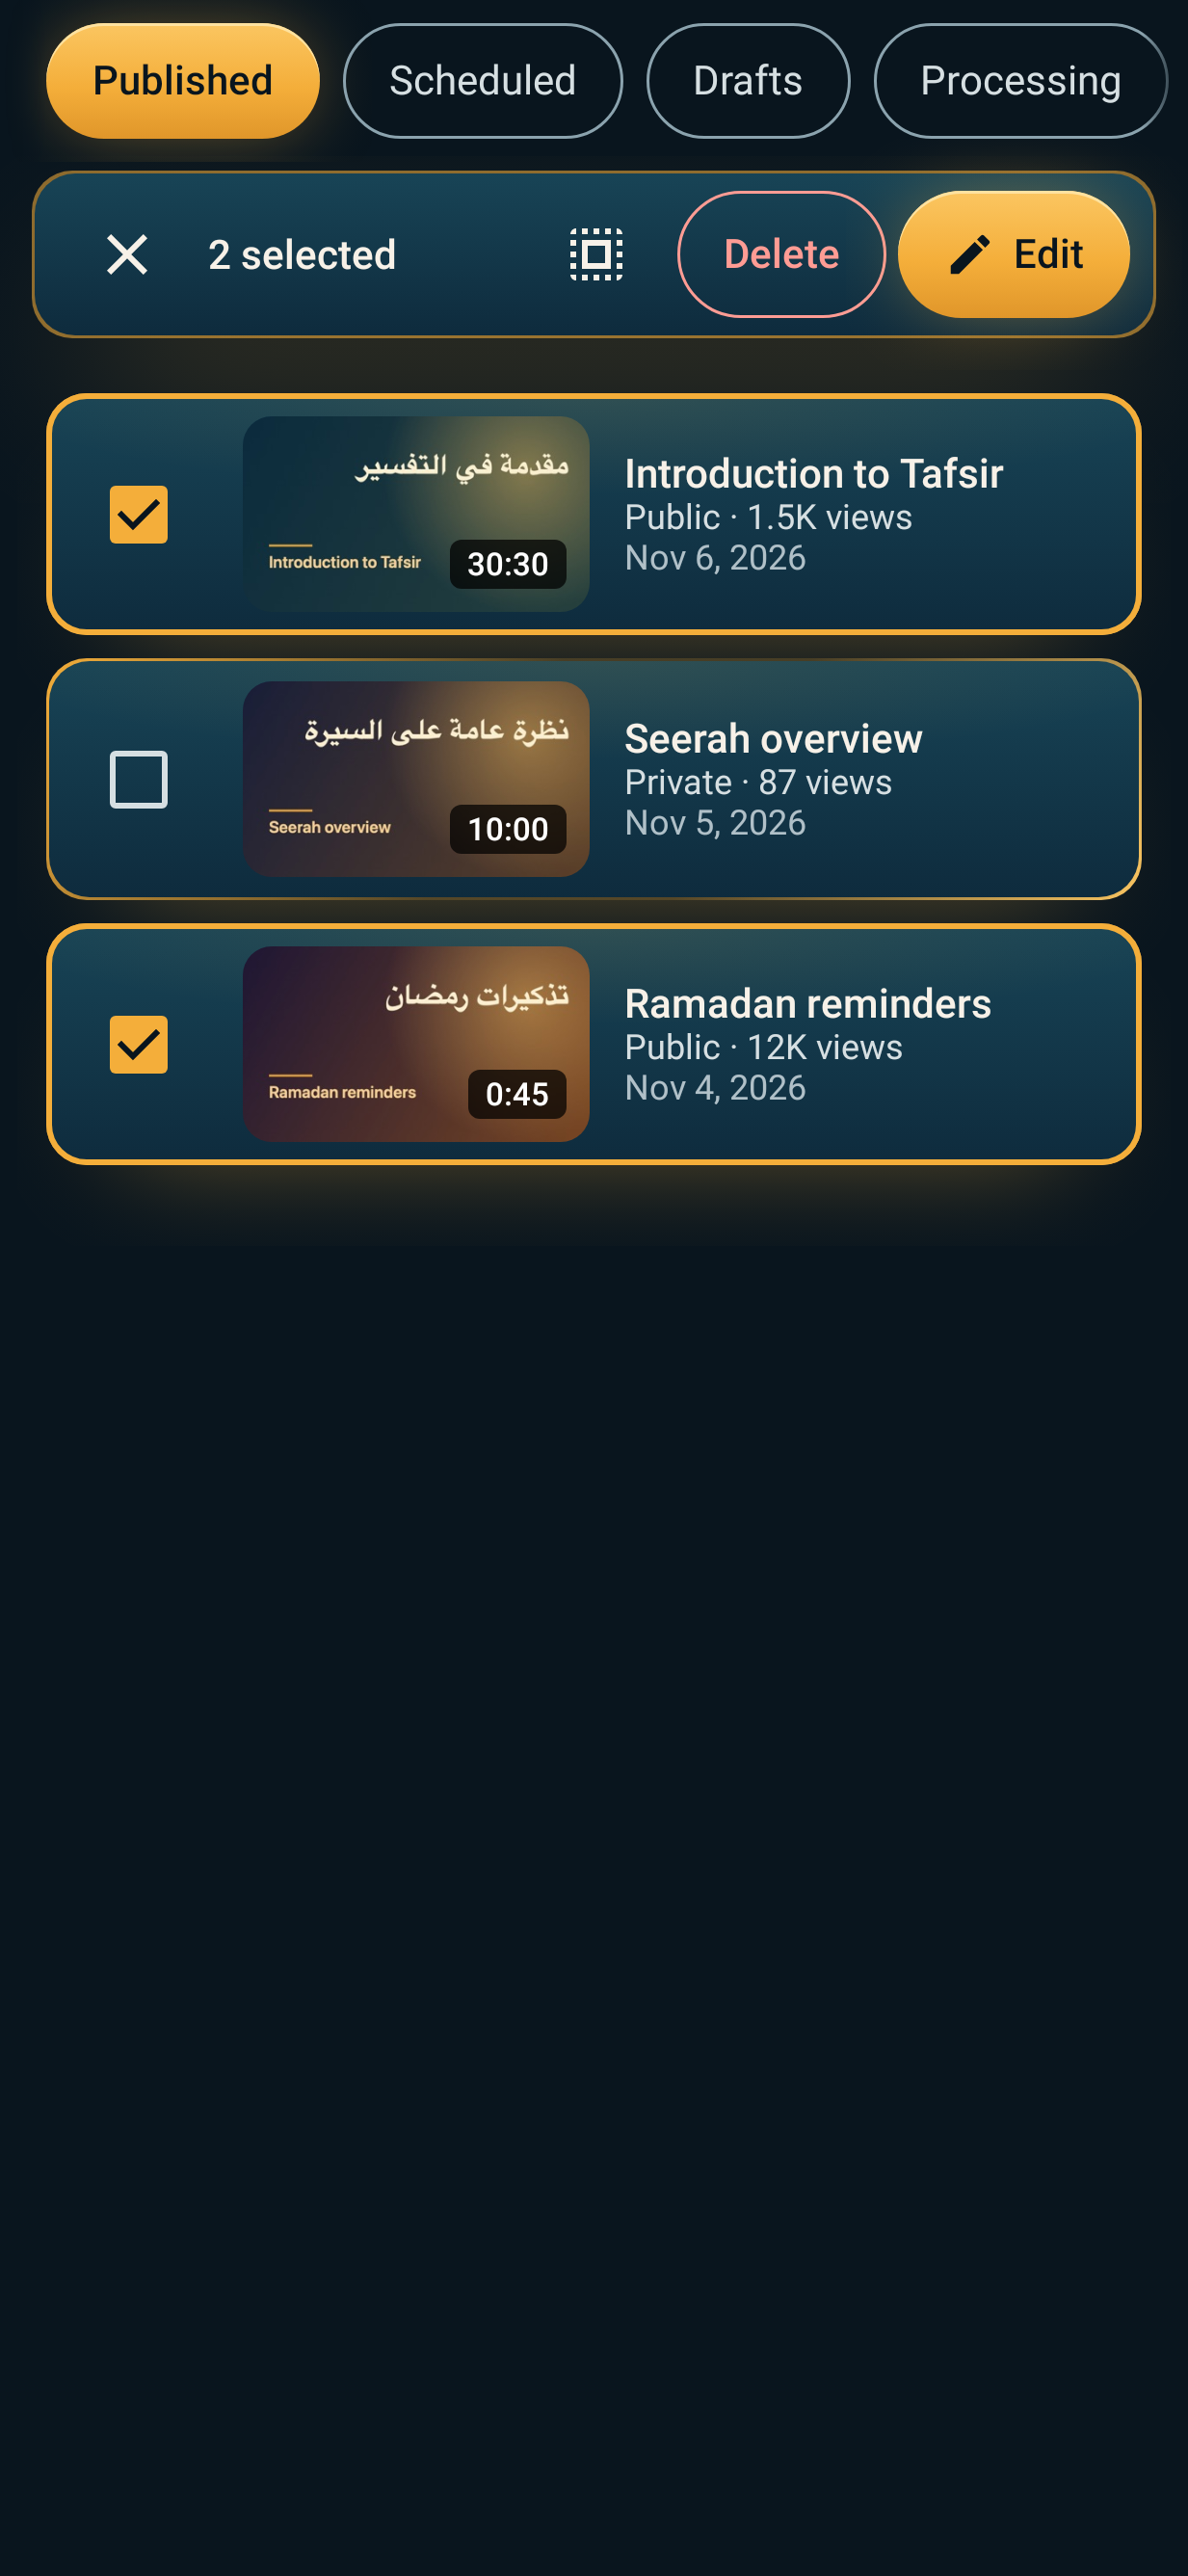 Published
Scheduled
Drafts
Processing
2 selected
Delete
Edit
مقدمة في التفسير
Introduction to Tafsir
30:30
Introduction to Tafsir
Public · 1.5K views
Nov 6, 2026
نظرة عامة على السيرة
Seerah overview
10:00
Seerah overview
Private · 87 views
Nov 5, 2026
تذكيرات رمضان
Ramadan reminders
0:45
Ramadan reminders
Public · 12K views
Nov 4, 2026